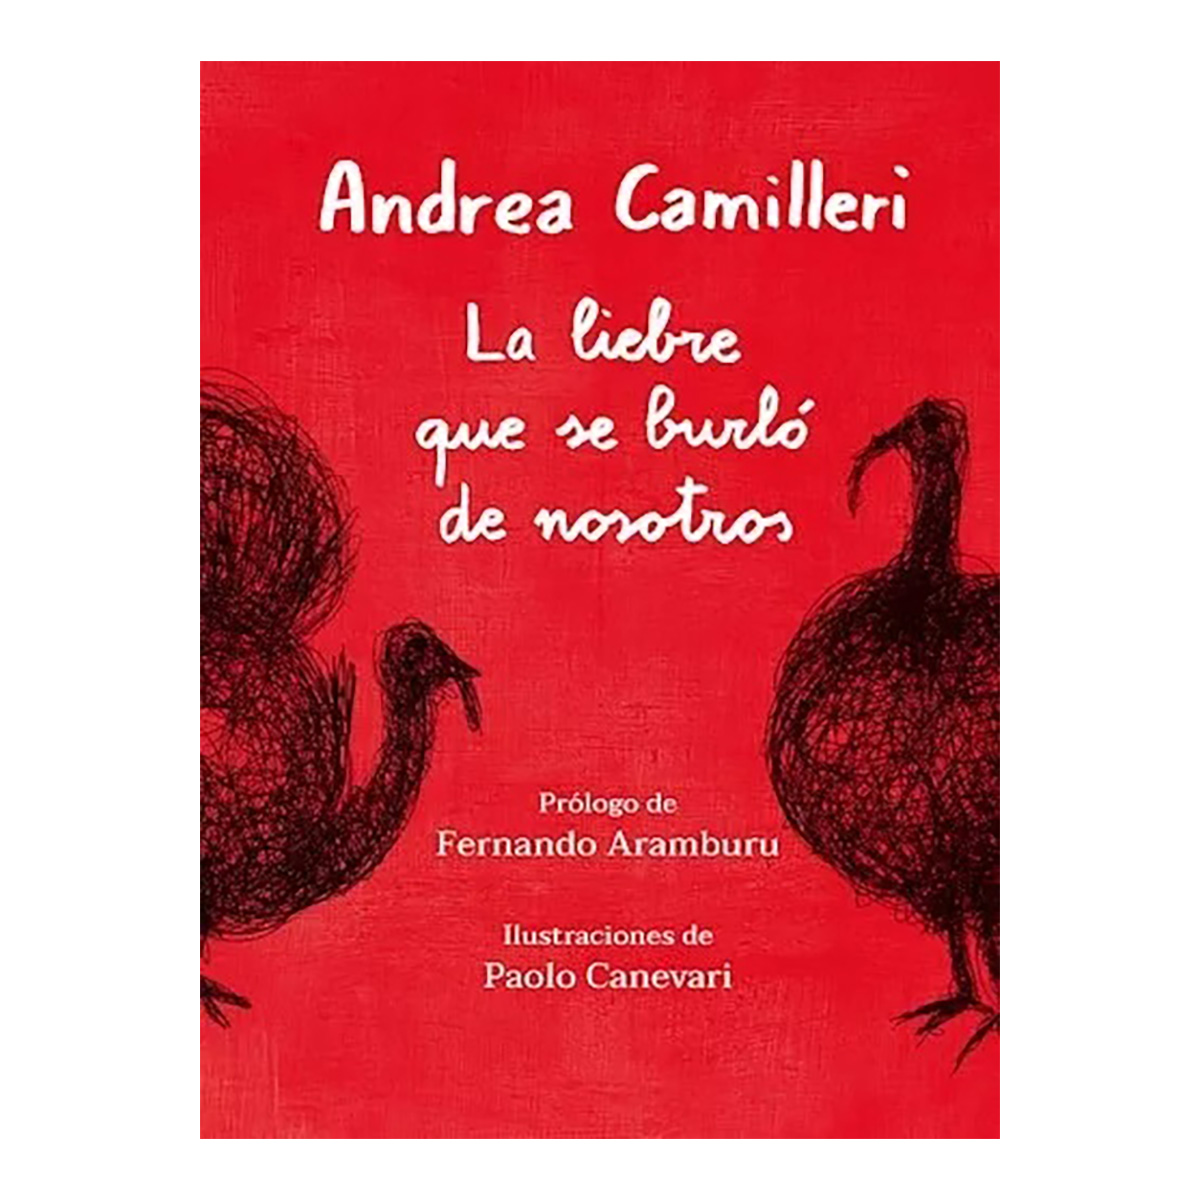 Andrea Camilleri
La liebre
que se burló
de nosotros
Prólogo de
Fernando Aramburu
Ilustraciones de
Paolo Canevari